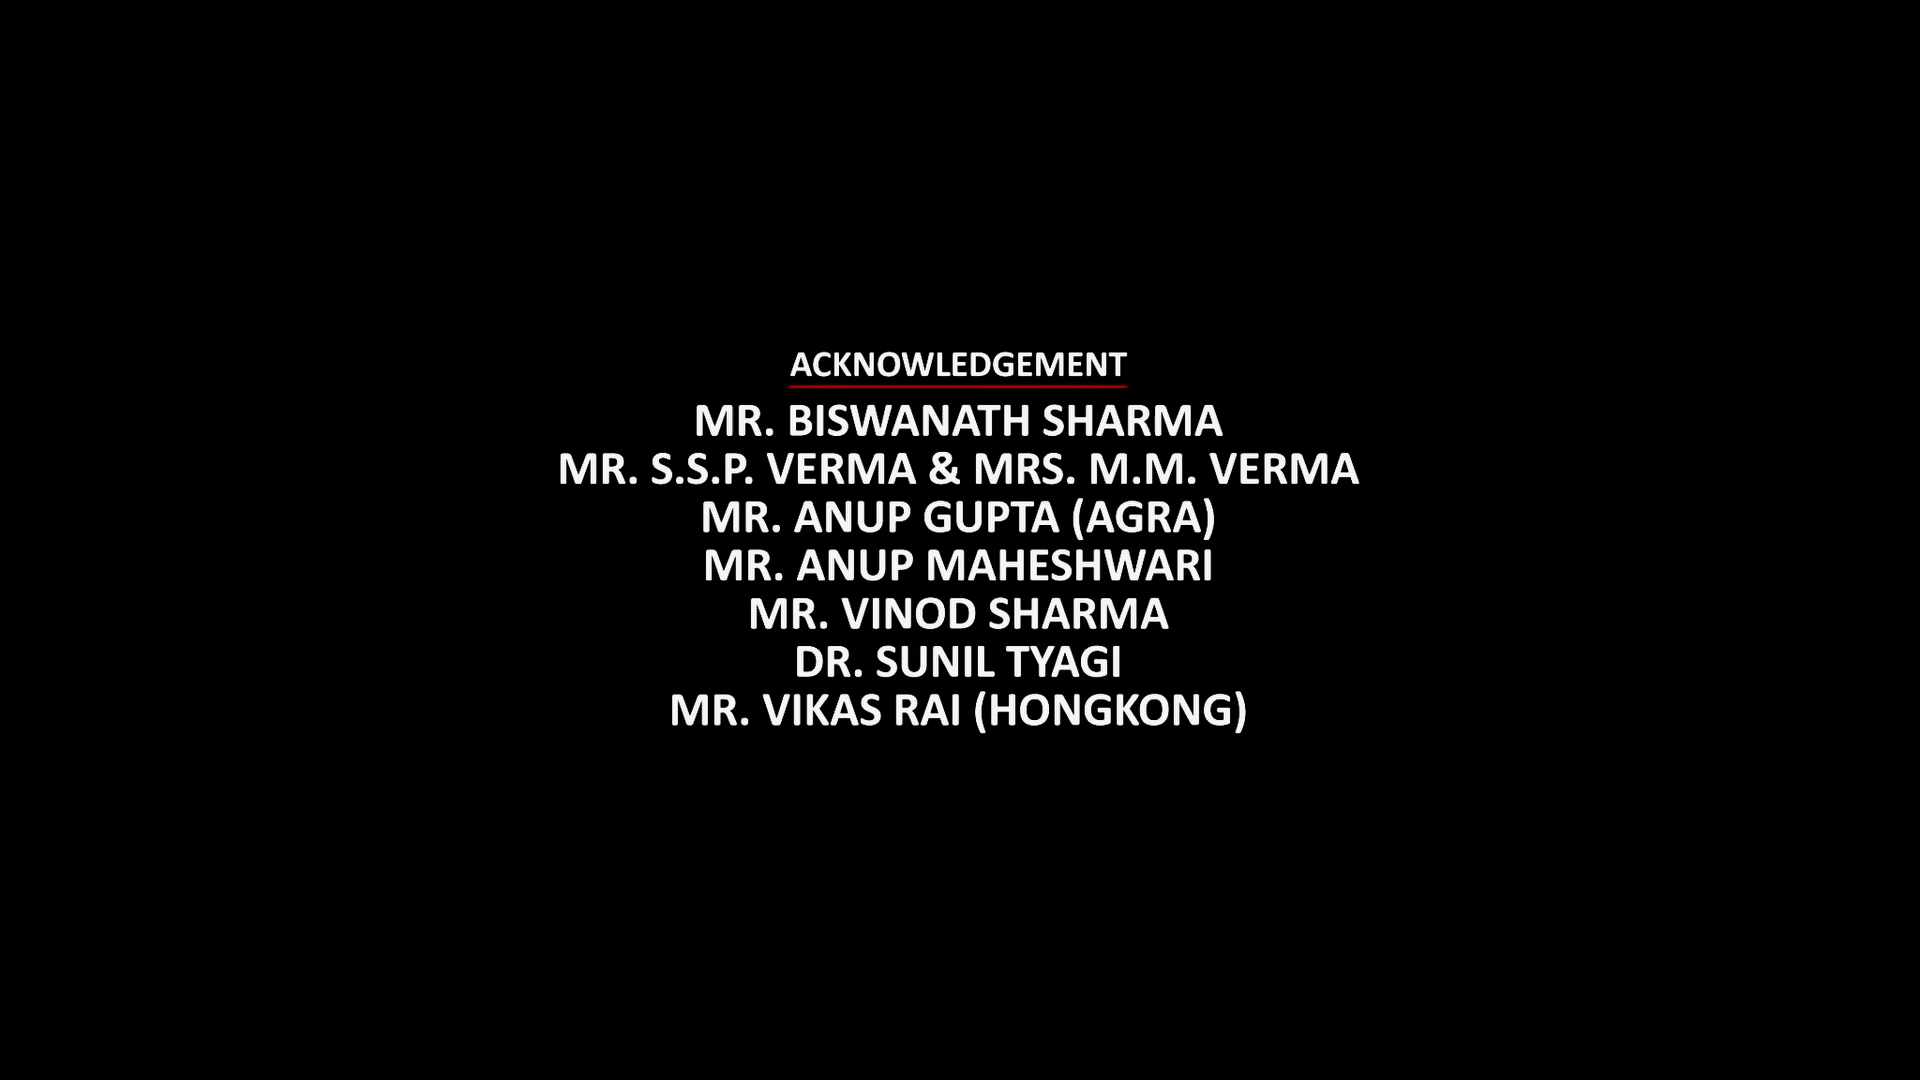 ACKNOWLEDGEMENT
MR. BISWANATH SHARMA
MR. S.S.P. VERMA & MRS. M.M. VERMA
MR. ANUP GUPTA (AGRA)
MR. ANUP MAHESHWARI
MR. VINOD SHARMA
DR. SUNIL TYAGI
MR. VIKAS RAI (HONGKONG)